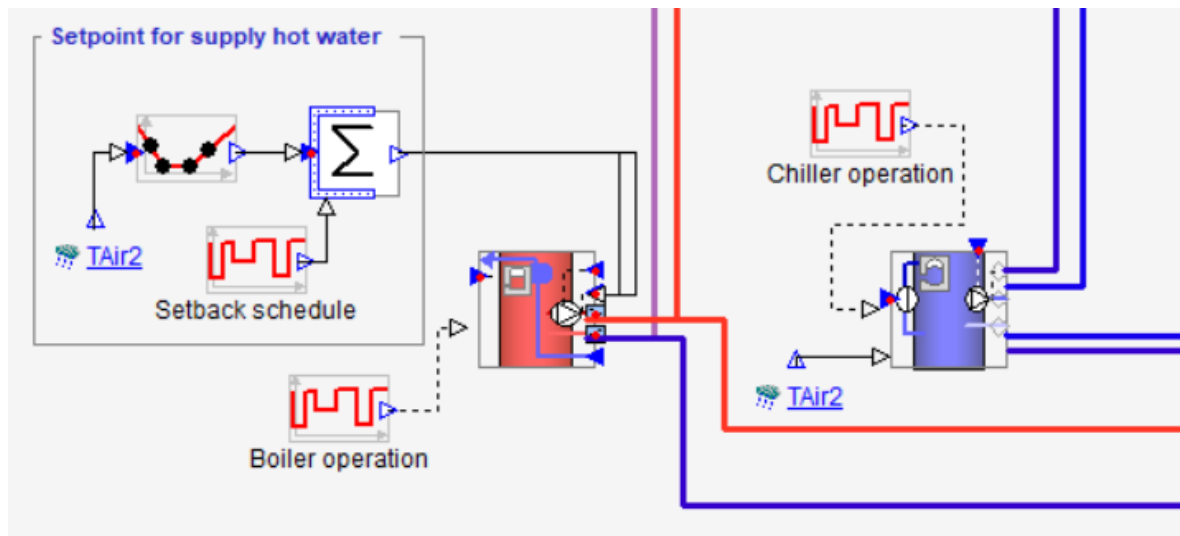 Setpoint for supply hot water
Σ
TAir2
Setback schedule
Boiler operation
Chiller operation
TAir2